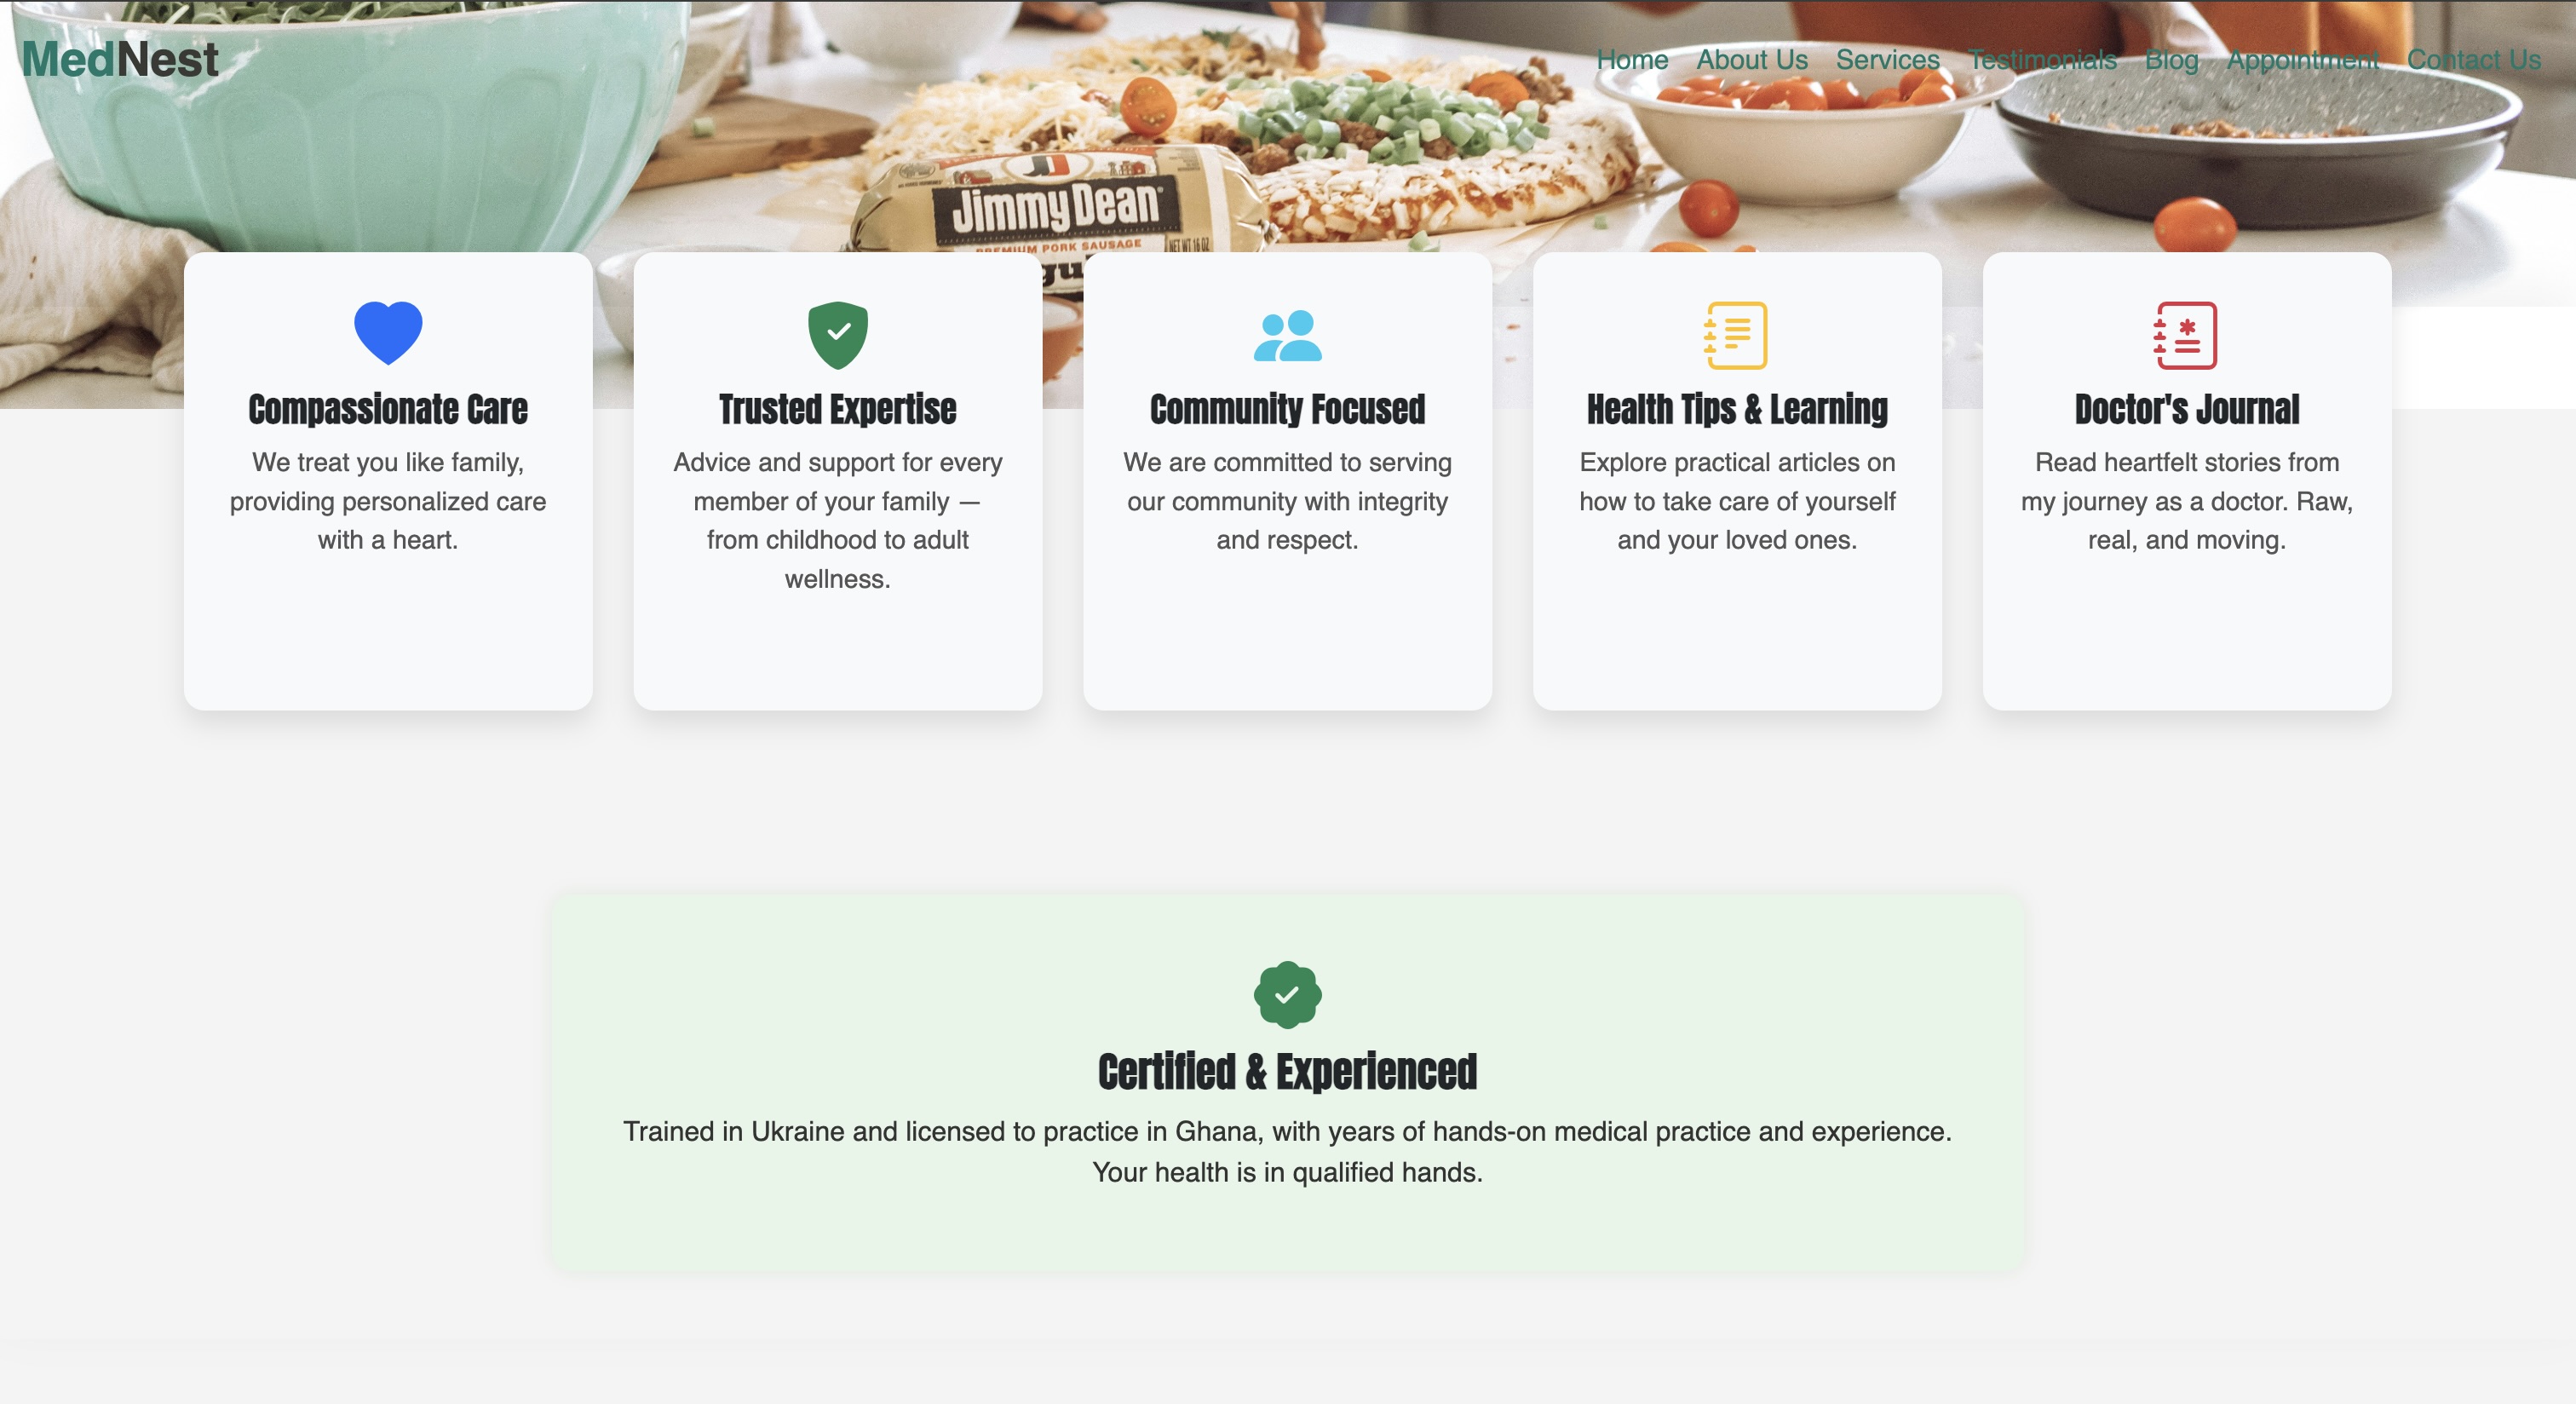 MedNest
Home About Us Services Testimonials Blog Appointment Contact Us
Jimmy Dean
PREMIUM PORK SAUSAGE
NET WT 16 OZ
Compassionate Care
We treat you like family,
providing personalized care
with a heart.
Trusted Expertise
Advice and support for every
member of your family —
from childhood to adult
wellness.
Community Focused
We are committed to serving
our community with integrity
and respect.
Health Tips & Learning
Explore practical articles on
how to take care of yourself
and your loved ones.
Doctor's Journal
Read heartfelt stories from
my journey as a doctor. Raw,
real, and moving.
Certified & Experienced
Trained in Ukraine and licensed to practice in Ghana, with years of hands-on medical practice and experience.
Your health is in qualified hands.